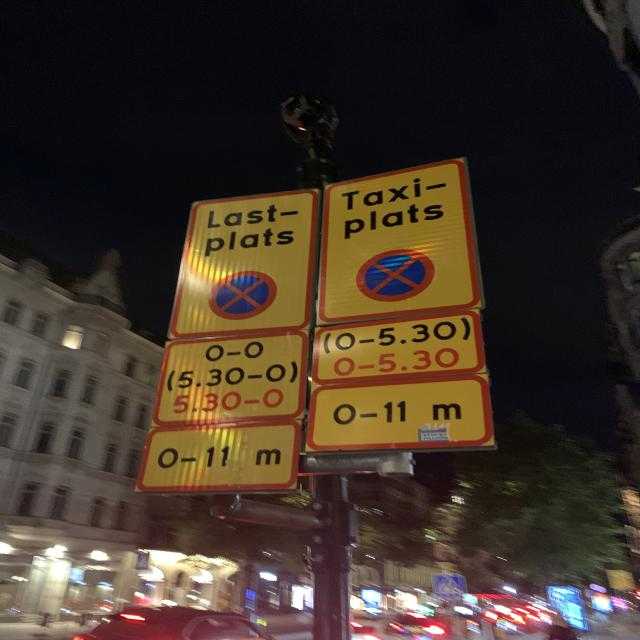 Last-
plats
0-0
(5.30-0)
5.30-0
0-11 m
Taxi-
plats
(0-5.30)
0-5.30
0-11 m